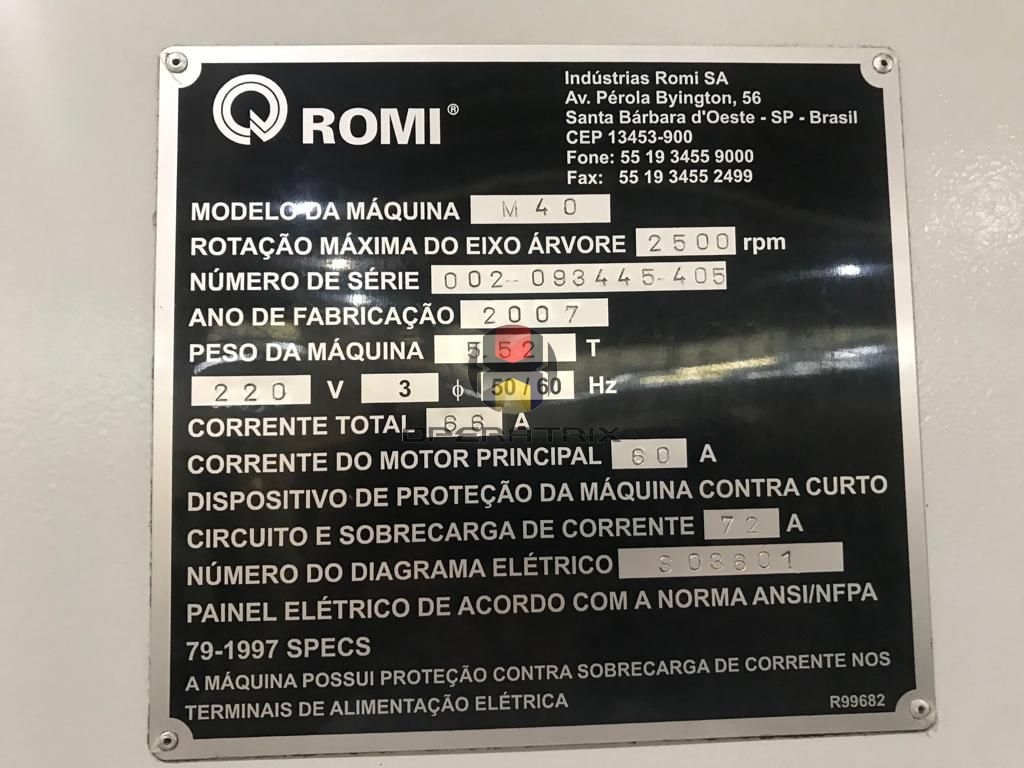 ROMI®
Indústrias Romi SA
Av. Pérola Byington, 56
Santa Bárbara d'Oeste - SP - Brasil
CEP 13453-900
Fone: 55 19 3455 9000
Fax: 55 19 3455 2499
MODELO DA MÁQUINA M 40
ROTAÇÃO MÁXIMA DO EIXO ÁRVORE 2500 rpm
NÚMERO DE SÉRIE 002-093445-405
ANO DE FABRICAÇÃO 2007
PESO DA MÁQUINA 5,52 T
220 V 3 ϕ 50/60 Hz
CORRENTE TOTAL 66 A
OPERATRIX
CORRENTE DO MOTOR PRINCIPAL 60 A
DISPOSITIVO DE PROTEÇÃO DA MÁQUINA CONTRA CURTO
CIRCUITO E SOBRECARGA DE CORRENTE 72 A
NÚMERO DO DIAGRAMA ELÉTRICO S03601
PAINEL ELÉTRICO DE ACORDO COM A NORMA ANSI/NFPA
79-1997 SPECS
A MÁQUINA POSSUI PROTEÇÃO CONTRA SOBRECARGA DE CORRENTE NOS
TERMINAIS DE ALIMENTAÇÃO ELÉTRICA
R99682